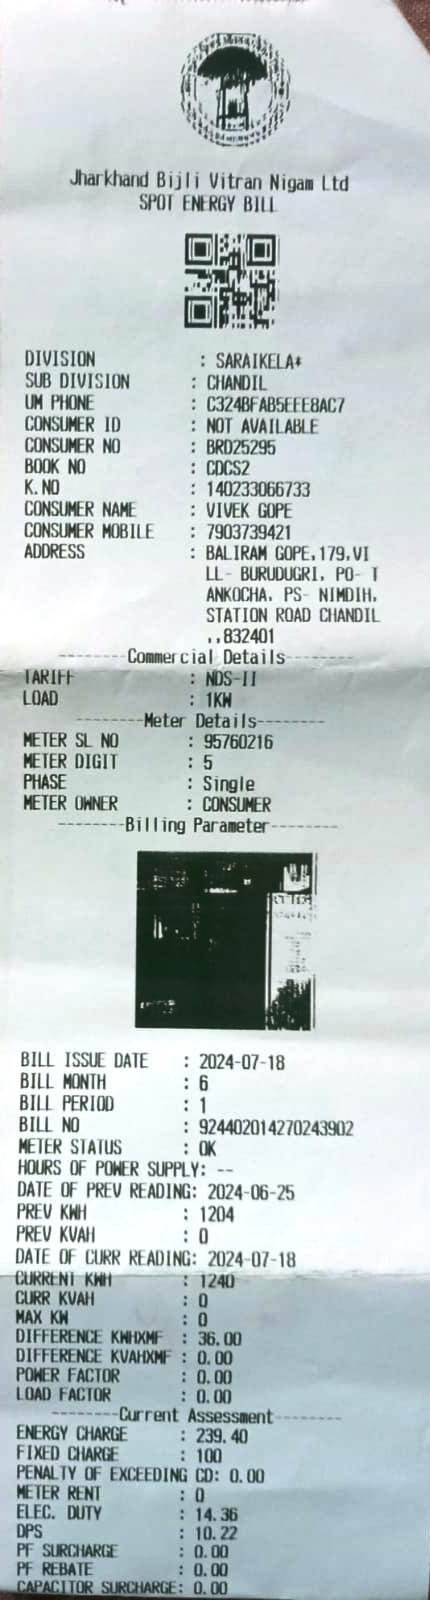 Jharkhand Bijli Vitran Nigam Ltd
SPOT ENERGY BILL
DIVISION : SARAIKELA*
SUB DIVISION : CHANDIL
UM PHONE : C324BFAB5EFE8AC7
CONSUMER ID : NOT AVAILABLE
CONSUMER NO : BRD25295
BOOK NO : CDCS2
K.NO : 140233066733
CONSUMER NAME : VIVEK GOPE
CONSUMER MOBILE : 7903739421
ADDRESS : BALIRAM GOPE,179,VI
LL- BURUDUGRI, PO- T
ANKOCHA, PS- NIMDIH,
STATION ROAD CHANDIL
,,832401
--------Commercial Details--------
TARIFF : NDS-II
LOAD : 1KW
--------Meter Details--------
METER SL NO : 95760216
METER DIGIT : 5
PHASE : Single
METER OWNER : CONSUMER
--------Billing Parameter--------
BILL ISSUE DATE : 2024-07-18
BILL MONTH : 6
BILL PERIOD : 1
BILL NO : 924402014270243902
METER STATUS : OK
HOURS OF POWER SUPPLY: --
DATE OF PREV READING: 2024-06-25
PREV KWH : 1204
PREV KVAH : 0
DATE OF CURR READING: 2024-07-18
CURRENT KWH : 1240
CURR KVAH : 0
MAX KW : 0
DIFFERENCE KWHXMF : 36.00
DIFFERENCE KVAHXMF : 0.00
POWER FACTOR : 0.00
LOAD FACTOR : 0.00
--------Current Assessment--------
ENERGY CHARGE : 239.40
FIXED CHARGE : 100
PENALTY OF EXCEEDING CD: 0.00
METER RENT : 0
ELEC. DUTY : 14.36
DPS : 10.22
PF SURCHARGE : 0.00
PF REBATE : 0.00
CAPACITOR SURCHARGE: 0.00